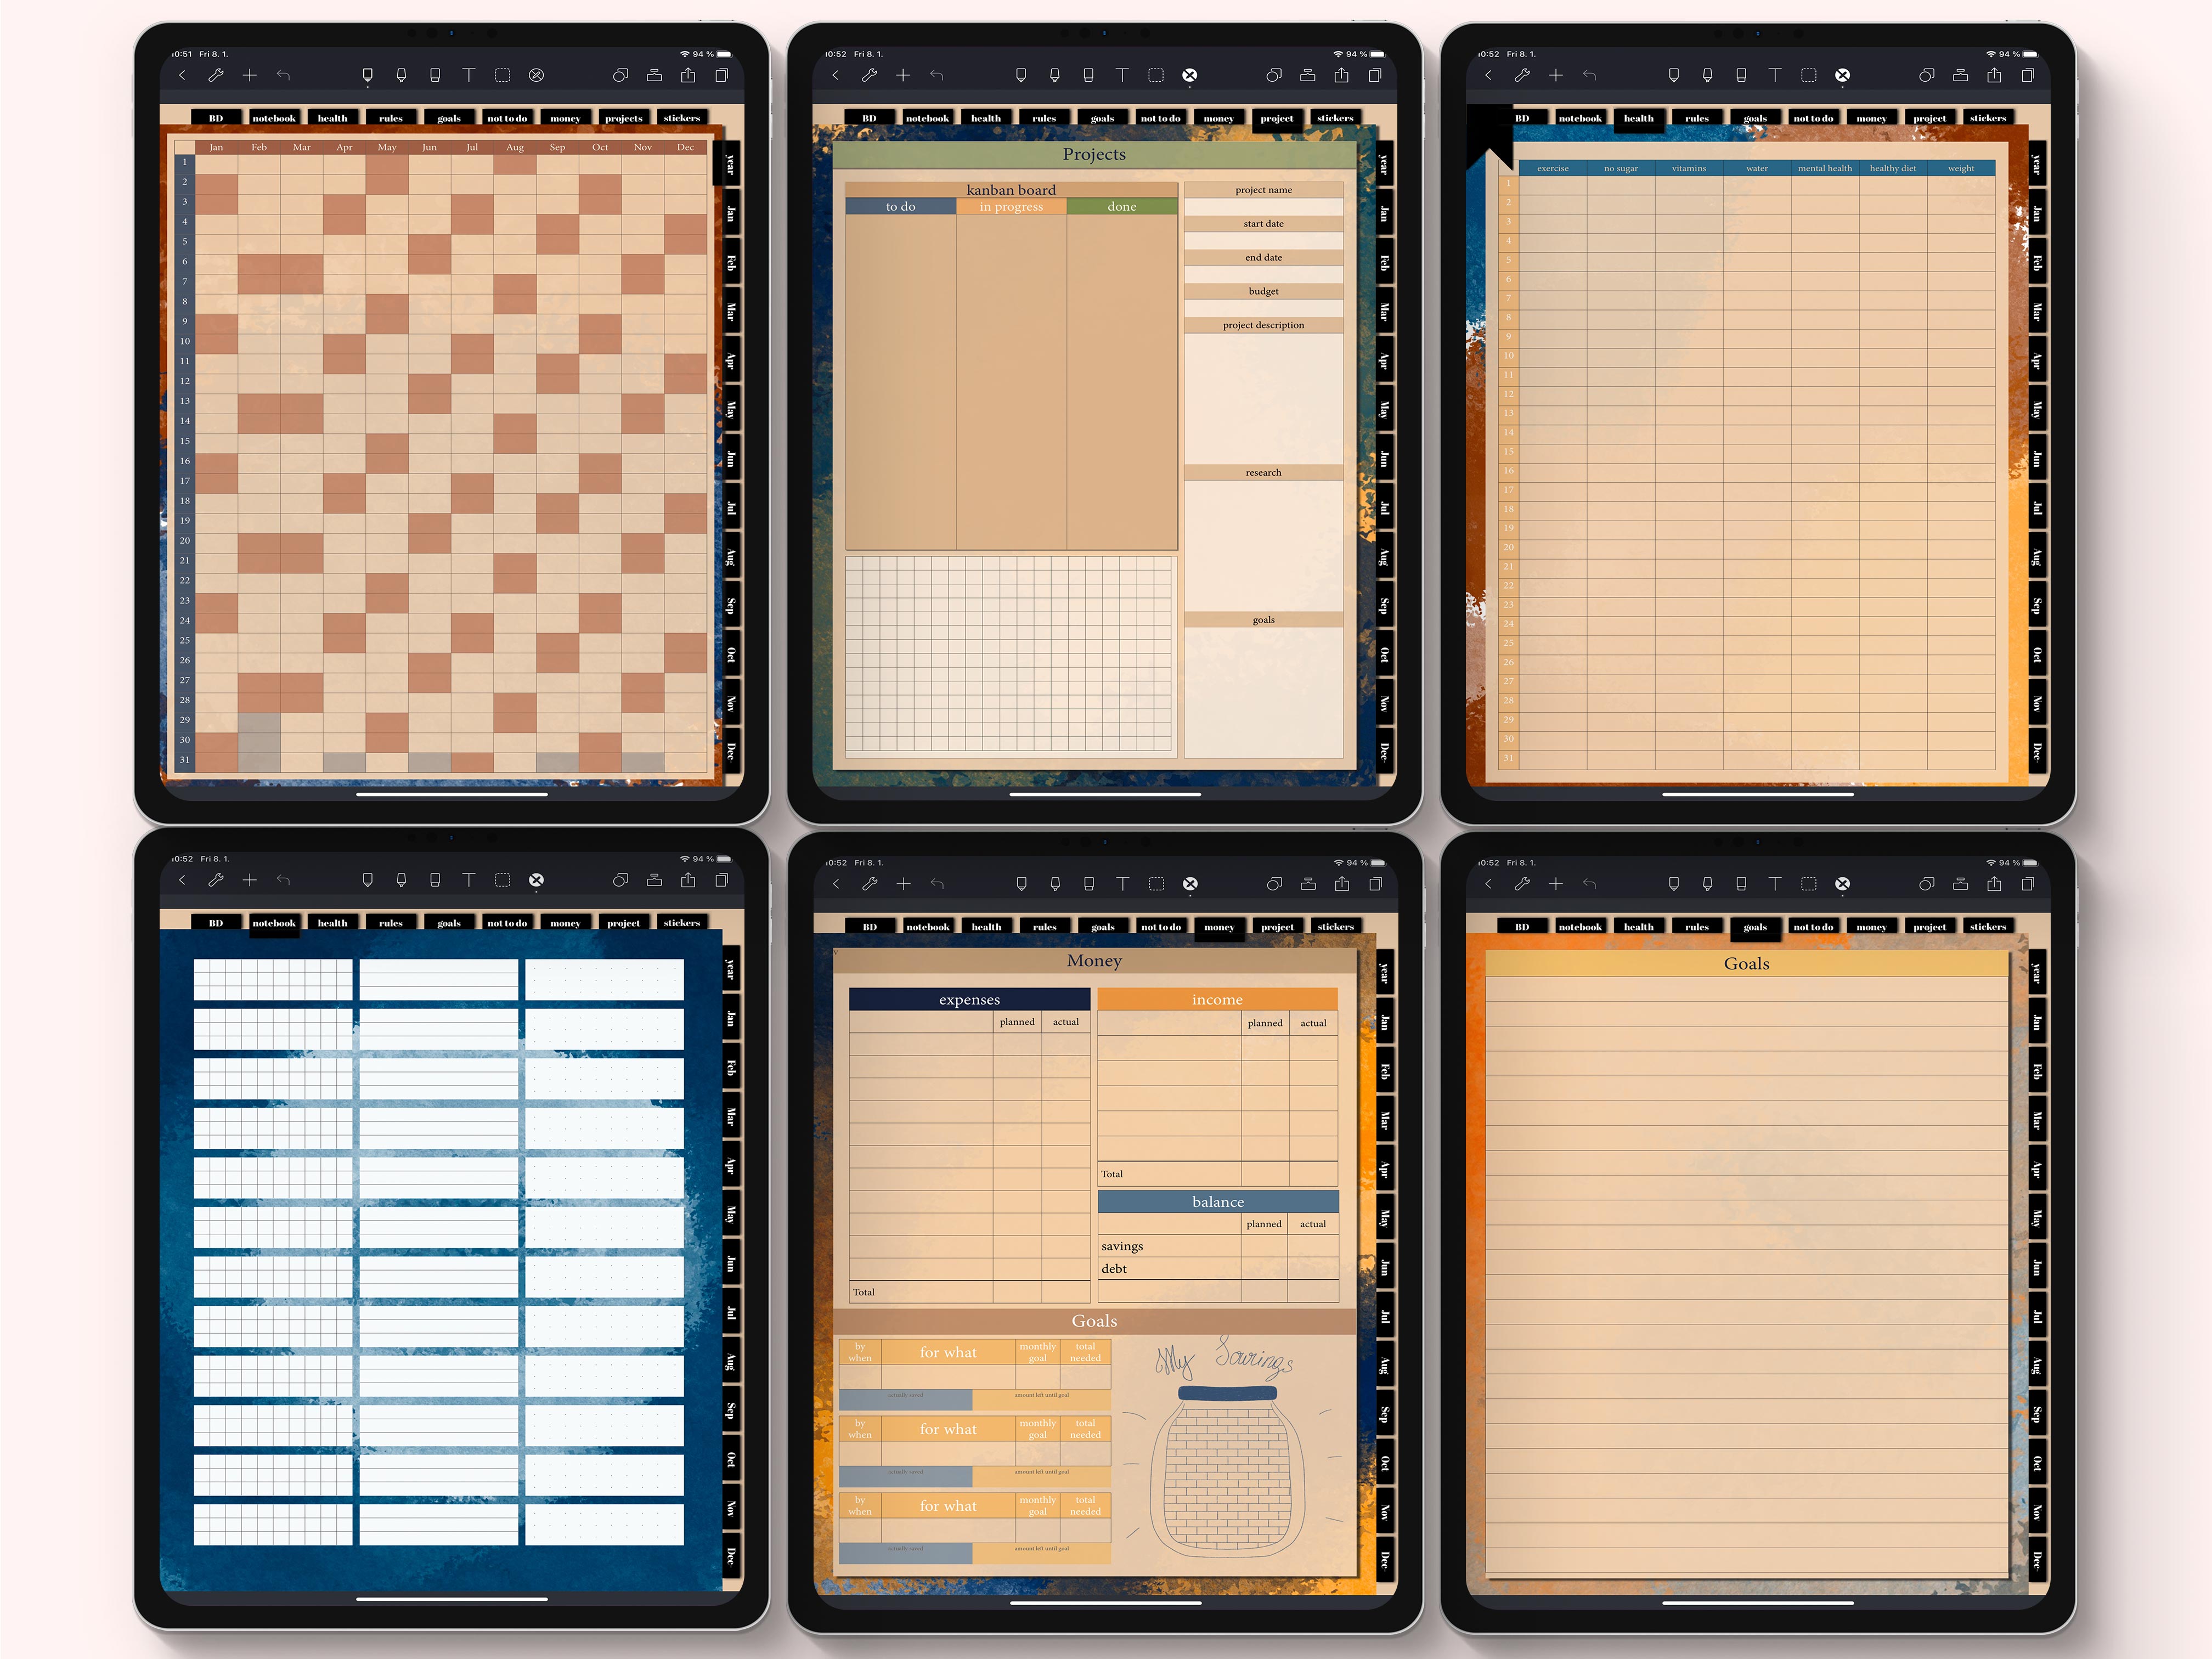 10:51 Fri 8. 1. 94 %
BD notebook health rules goals not to do money projects stickers
Jan Feb Mar Apr May Jun Jul Aug Sep Oct Nov Dec
1
2
3
4
5
6
7
8
9
10
11
12
13
14
15
16
17
18
19
20
21
22
23
24
25
26
27
28
29
30
31
year
Jan
Feb
Mar
Apr
May
Jun
Jul
Aug
Sep
Oct
Nov
Dec
10:52 Fri 8. 1. 94 %
BD notebook health rules goals not to do money project stickers
Projects
kanban board
to do in progress done
project name
start date
end date
budget
project description
research
goals
year
Jan
Feb
Mar
Apr
May
Jun
Jul
Aug
Sep
Oct
Nov
Dec
10:52 Fri 8. 1. 94 %
BD notebook health rules goals not to do money project stickers
exercise no sugar vitamins water mental health healthy diet weight
1
2
3
4
5
6
7
8
9
10
11
12
13
14
15
16
17
18
19
20
21
22
23
24
25
26
27
28
29
30
31
year
Jan
Feb
Mar
Apr
May
Jun
Jul
Aug
Sep
Oct
Nov
Dec
10:52 Fri 8. 1. 94 %
BD notebook health rules goals not to do money project stickers
year
Jan
Feb
Mar
Apr
May
Jun
Jul
Aug
Sep
Oct
Nov
Dec
10:52 Fri 8. 1. 94 %
BD notebook health rules goals not to do money project stickers
Money
expenses
planned actual
Total
income
planned actual
Total
balance
planned actual
savings
debt
Goals
by when for what monthly goal total needed
actually saved amount left until goal
by when for what monthly goal total needed
actually saved amount left until goal
by when for what monthly goal total needed
actually saved amount left until goal
My Savings
year
Jan
Feb
Mar
Apr
May
Jun
Jul
Aug
Sep
Oct
Nov
Dec
10:52 Fri 8. 1. 94 %
BD notebook health rules goals not to do money project stickers
Goals
year
Jan
Feb
Mar
Apr
May
Jun
Jul
Aug
Sep
Oct
Nov
Dec